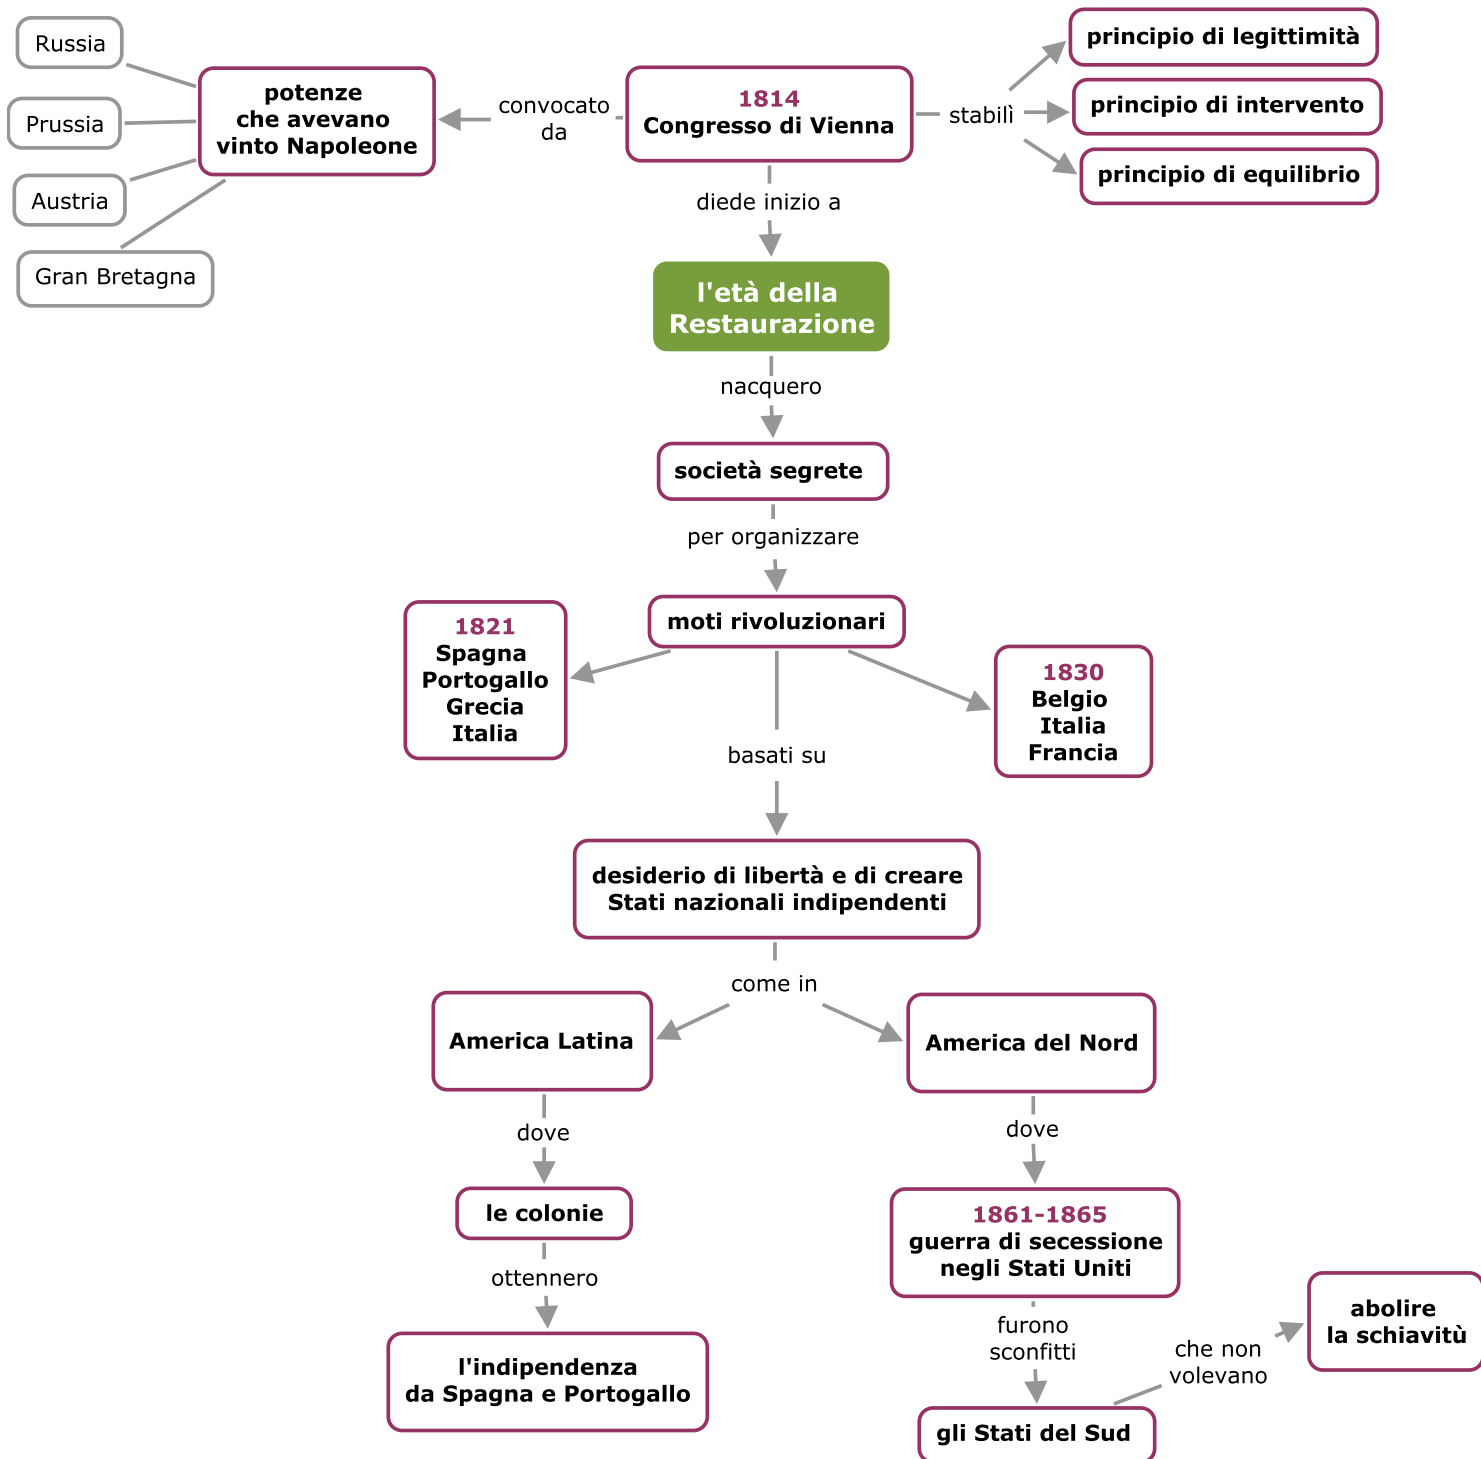 Russia
Prussia
Austria
Gran Bretagna
potenze
che avevano
vinto Napoleone
convocato
da
1814
Congresso di Vienna
stabilì
principio di legittimità
principio di intervento
principio di equilibrio
diede inizio a
l'età della
Restaurazione
nacquero
società segrete
per organizzare
moti rivoluzionari
1821
Spagna
Portogallo
Grecia
Italia
1830
Belgio
Italia
Francia
basati su
desiderio di libertà e di creare
Stati nazionali indipendenti
come in
America Latina
dove
le colonie
ottennero
l'indipendenza
da Spagna e Portogallo
America del Nord
dove
1861-1865
guerra di secessione
negli Stati Uniti
furono
sconfitti
gli Stati del Sud
che non
volevano
abolire
la schiavitù